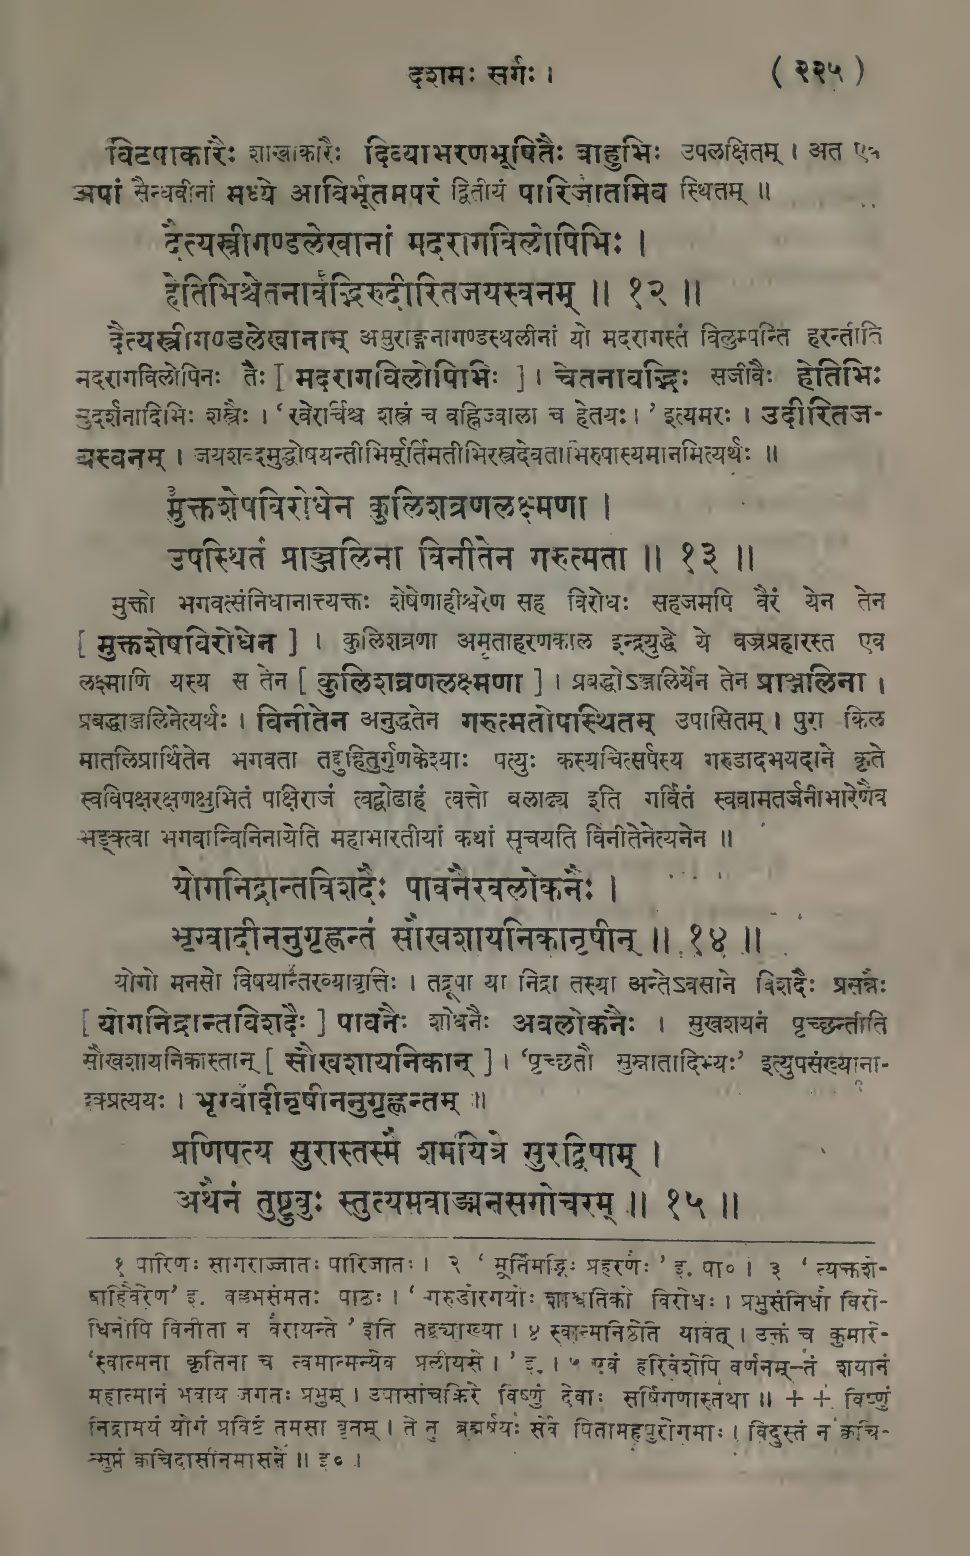 दशमः सर्गः । ( २२५ )
विटपाकारैः शाखाकारैः दिव्याभरणभूषितैः बाहुभिः उपलक्षितम् । अत एव
अपां सैन्धवीनां मध्ये आविर्भूतमपरं द्वितीयं पारिजातमिव स्थितम् ॥
दैत्यस्त्रीगण्डलेखानां मदरागविलोपिभिः ।
हेतिभिश्चेतनावद्भिरुदीरितजयस्वनम् ॥ १२ ॥
दैत्यस्त्रीगण्डलेखानाम् असुराङ्गनागण्डस्थलीनां यो मदरागस्तं विलुम्पन्ति हरन्तीति
मदरागविलोपिनः तैः [ मदरागविलोपिभिः ] । चेतनावद्भिः सजीवैः हेतिभिः
सुदर्शनादिभिः शस्त्रैः । ‘ रवेरर्चिश्च शस्त्रं च वह्निज्वाला च हेतयः । ’ इत्यमरः । उदीरितज-
यस्वनम् । जयशब्दमुद्घोषयन्तीभिर्मूर्तिमतीभिरस्त्रदेवताभिरुपास्यमानमित्यर्थः ॥
मुक्तशेषविरोधेन कुलिशव्रणलक्ष्मणा ।
उपस्थितं प्राञ्जलिना विनीतेन गरुत्मता ॥ १३ ॥
मुक्तो भगवत्संनिधानात्त्यक्तः शेषेणाहीश्वरेण सह विरोधः सहजमपि वैरं येन तेन
[ मुक्तशेषविरोधेन ] । कुलिशव्रणा अमृताहरणकाल इन्द्रयुद्धे ये वज्रप्रहारस्त एव
लक्ष्माणि यस्य स तेन [ कुलिशव्रणलक्ष्मणा ] । प्रबद्धोऽञ्जलिर्येन तेन प्राञ्जलिना ।
प्रबद्धाञ्जलिनेत्यर्थः । विनीतेन अनुद्धतेन गरुत्मतोपस्थितम् उपासितम् । पुरा किल
मातलिप्रार्थितेन भगवता तद्दुहितुर्गुणकेश्याः पत्युः कस्यचित्सर्पस्य गरुडादभयदाने कृते
स्वविपक्षरक्षणक्षुभितं पक्षिराजं त्वद्वोढाहं त्वत्तो बलाढ्य इति गर्वितं स्ववामतर्जनीभारेणैव
भङ्क्त्वा भगवान्विनिनायेति महाभारतीयां कथां सूचयति विनीतेनेत्यनेन ॥
योगनिद्रान्तविशदैः पावनैरवलोकनैः ।
भृग्वादीननुगृह्णन्तं सौखशायनिकानृषीन् ॥ १४ ॥
योगो मनसो विषयान्तरव्यावृत्तिः । तद्रूपा या निद्रा तस्या अन्तेऽवसाने विशदैः प्रसन्नैः
[ योगनिद्रान्तविशदैः ] पावनैः शोधनैः अवलोकनैः । सुखशयनं पृच्छन्तीति
सौखशायनिकास्तान् [ सौखशायनिकान् ] । ‘पृच्छतौ सुस्नातादिभ्यः’ इत्युपसंख्याना-
ठ्क्प्रत्ययः । भृग्वादीनृषीननुगृह्णन्तम् ॥
प्रणिपत्य सुरास्तस्मै शमयित्रे सुरद्विषाम् ।
अथैनं तुष्टुवुः स्तुत्यमवाङ्मनसगोचरम् ॥ १५ ॥
१ पारिणः सागराज्जातः पारिजातः । २ ‘ मूर्तिमद्भिः प्रहरणैः ’ इ. पा० । ३ ‘ त्यक्तशे-
षाहिवैरेण’ इ. वल्लभसंमतः पाठः । ‘ गरुडोरगयोः शाश्वतिको विरोधः । प्रभुसंनिधौ विरो-
धिनोपि विनीता न वैरायन्ते ’ इति तद्व्याख्या । ४ स्वात्मनिष्ठेति यावत् । उक्तं च कुमारे-
‘स्वात्मना कृतिना च त्वमात्मन्येव प्रलीयसे । ’ इ. । ५ एवं हरिवंशेपि वर्णनम्-तं शयानं
महात्मानं भवाय जगतः प्रभुम् । उपासांचक्रिरे विष्णुं देवाः सर्षिगणास्तथा ॥ + + विष्णुं
निद्रामयं योगं प्रविष्टं तमसा वृतम् । ते तु ब्रह्मर्षयः सर्वे पितामहपुरोगमाः । विदुस्तं न क्वचि-
त्सुप्तं क्वचिदासीनमासने ॥ इ० ।